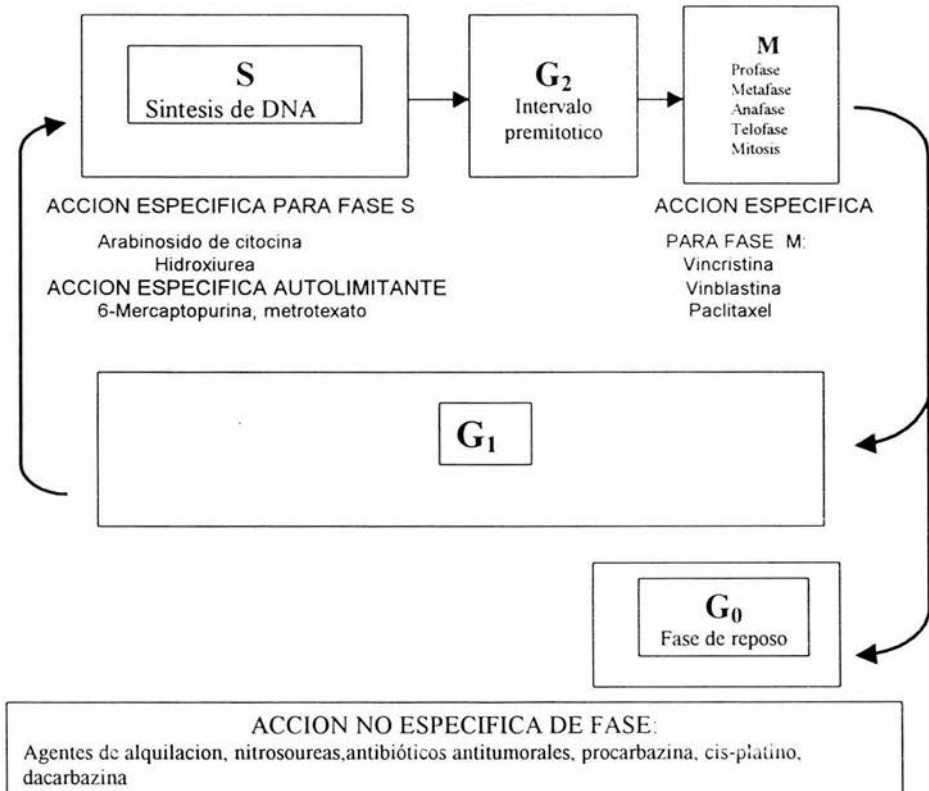 S
Sintesis de DNA
G₂
Intervalo
premitotico
M
Profase
Metafase
Anafase
Telofase
Mitosis
ACCION ESPECIFICA PARA FASE S
Arabinosido de citocina
Hidroxiurea
ACCION ESPECIFICA AUTOLIMITANTE
6-Mercaptopurina, metrotexato
ACCION ESPECIFICA
PARA FASE M:
Vincristina
Vinblastina
Paclitaxel
G₁
G₀
Fase de reposo
ACCION NO ESPECIFICA DE FASE:
Agentes de alquilacion, nitrosoureas,antibióticos antitumorales, procarbazina, cis-platino,
dacarbazina